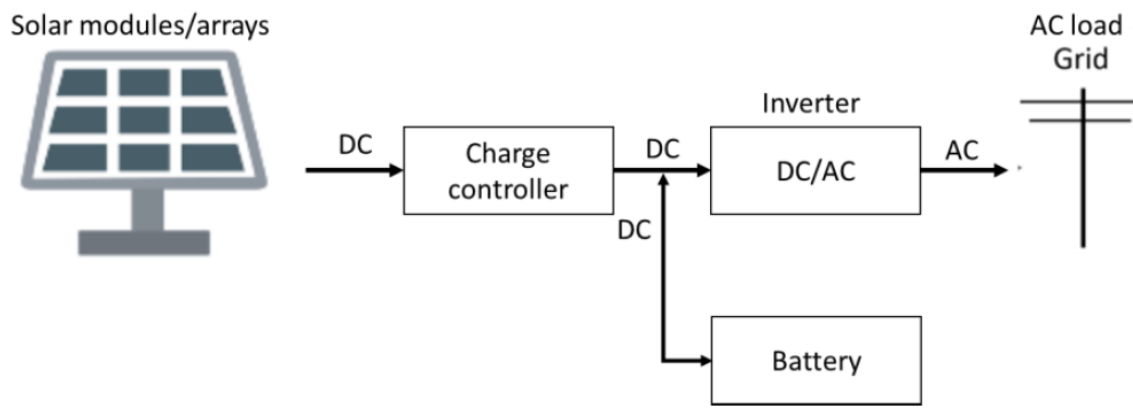 Solar modules/arrays
AC load
Grid
Inverter
DC
Charge
controller
DC
DC/AC
AC
DC
Battery